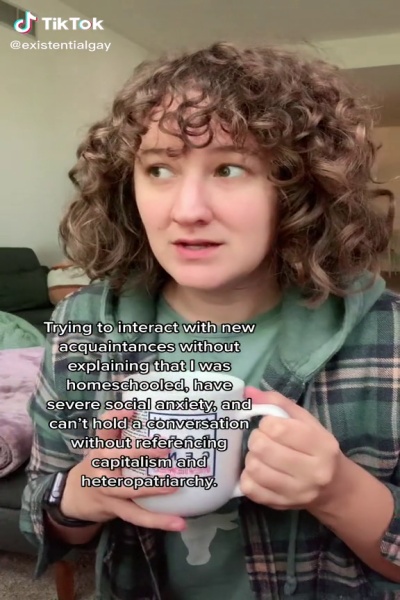 TikTok
@existentialgay
Trying to interact with new
acquaintances without
explaining that I was
homeschooled, have
severe social anxiety, and
can't hold a conversation
without referencing
capitalism and
heteropatriarchy.